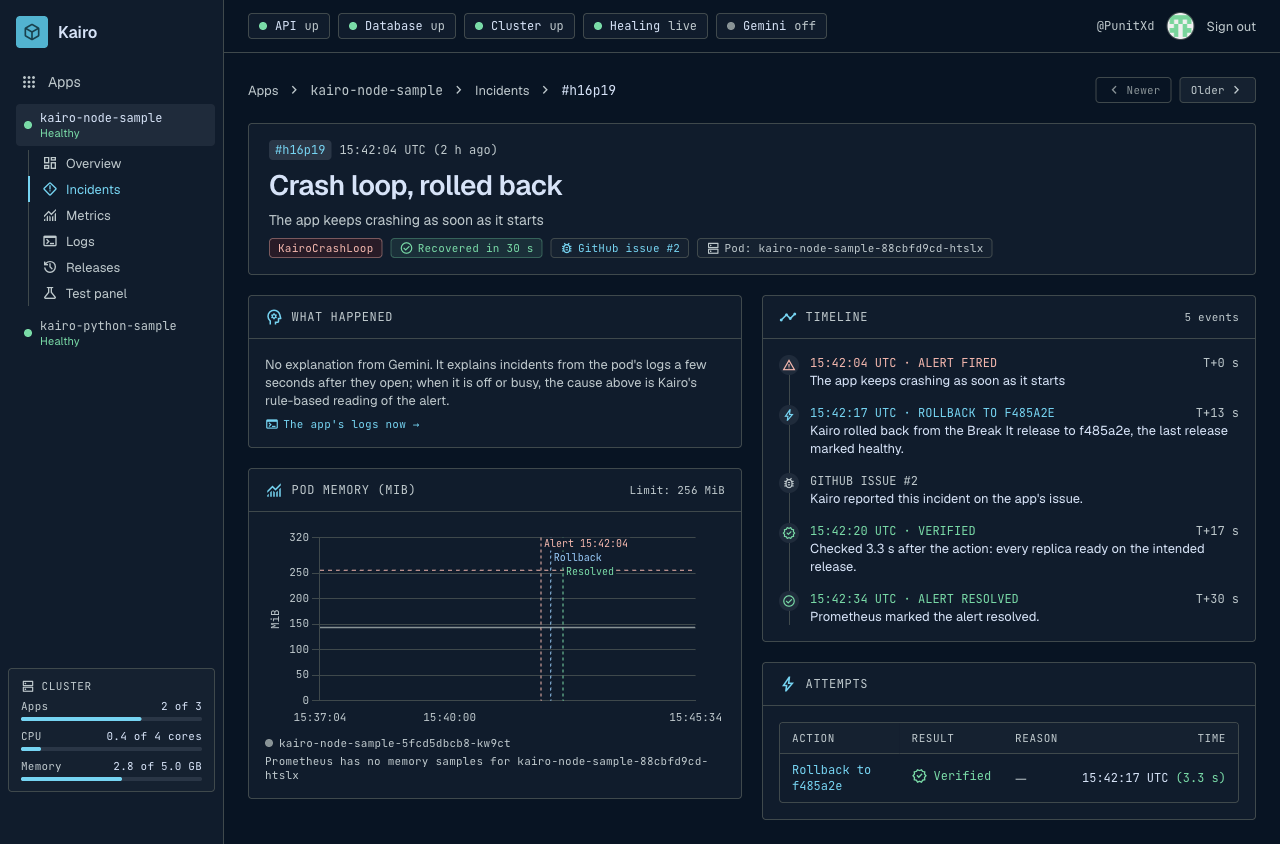 Kairo
API up
Database up
Cluster up
Healing live
Gemini off
@PunitXd
Sign out
Apps
kairo-node-sample
Healthy
Overview
Incidents
Metrics
Logs
Releases
Test panel
kairo-python-sample
Healthy
CLUSTER
Apps 2 of 3
CPU 0.4 of 4 cores
Memory 2.8 of 5.0 GB
Apps > kairo-node-sample > Incidents > #h16p19
< Newer
Older >
#h16p19 15:42:04 UTC (2 h ago)
Crash loop, rolled back
The app keeps crashing as soon as it starts
KairoCrashLoop
Recovered in 30 s
GitHub issue #2
Pod: kairo-node-sample-88cbfd9cd-htslx
WHAT HAPPENED
No explanation from Gemini. It explains incidents from the pod's logs a few
seconds after they open; when it is off or busy, the cause above is Kairo's
rule-based reading of the alert.
The app's logs now →
POD MEMORY (MIB)
Limit: 256 MiB
320
250
200
150
100
50
0
MiB
Alert 15:42:04
Rollback
Resolved
15:37:04
15:40:00
15:45:34
kairo-node-sample-5fcd5dbcb8-kw9ct
Prometheus has no memory samples for kairo-node-sample-88cbfd9cd-
htslx
TIMELINE
5 events
15:42:04 UTC · ALERT FIRED T+0 s
The app keeps crashing as soon as it starts
15:42:17 UTC · ROLLBACK TO F485A2E T+13 s
Kairo rolled back from the Break It release to f485a2e, the last release
marked healthy.
GITHUB ISSUE #2
Kairo reported this incident on the app's issue.
15:42:20 UTC · VERIFIED T+17 s
Checked 3.3 s after the action: every replica ready on the intended
release.
15:42:34 UTC · ALERT RESOLVED T+30 s
Prometheus marked the alert resolved.
ATTEMPTS
ACTION RESULT REASON TIME
Rollback to
f485a2e
Verified
—
15:42:17 UTC (3.3 s)